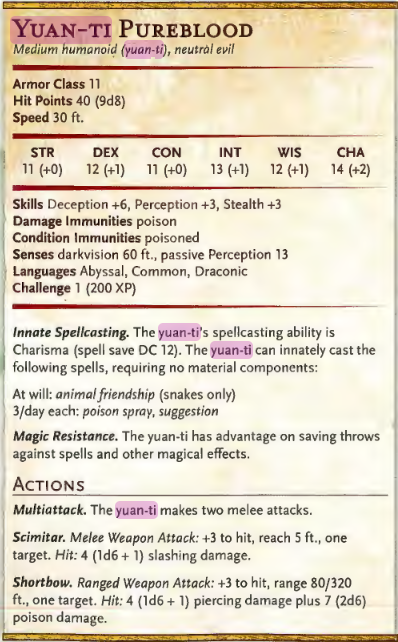 YUAN-TI PUREBLOOD
Medium humanoid (yuan-ti), neutral evil
Armor Class 11
Hit Points 40 (9d8)
Speed 30 ft.
STR DEX CON INT WIS CHA
11 (+0) 12 (+1) 11 (+0) 13 (+1) 12 (+1) 14 (+2)
Skills Deception +6, Perception +3, Stealth +3
Damage Immunities poison
Condition Immunities poisoned
Senses darkvision 60 ft., passive Perception 13
Languages Abyssal, Common, Draconic
Challenge 1 (200 XP)
Innate Spellcasting. The yuan-ti's spellcasting ability is
Charisma (spell save DC 12). The yuan-ti can innately cast the
following spells, requiring no material components:
At will: animal friendship (snakes only)
3/day each: poison spray, suggestion
Magic Resistance. The yuan-ti has advantage on saving throws
against spells and other magical effects.
ACTIONS
Multiattack. The yuan-ti makes two melee attacks.
Scimitar. Melee Weapon Attack: +3 to hit, reach 5 ft., one
target. Hit: 4 (1d6 + 1) slashing damage.
Shortbow. Ranged Weapon Attack: +3 to hit, range 80/320
ft., one target. Hit: 4 (1d6 + 1) piercing damage plus 7 (2d6)
poison damage.